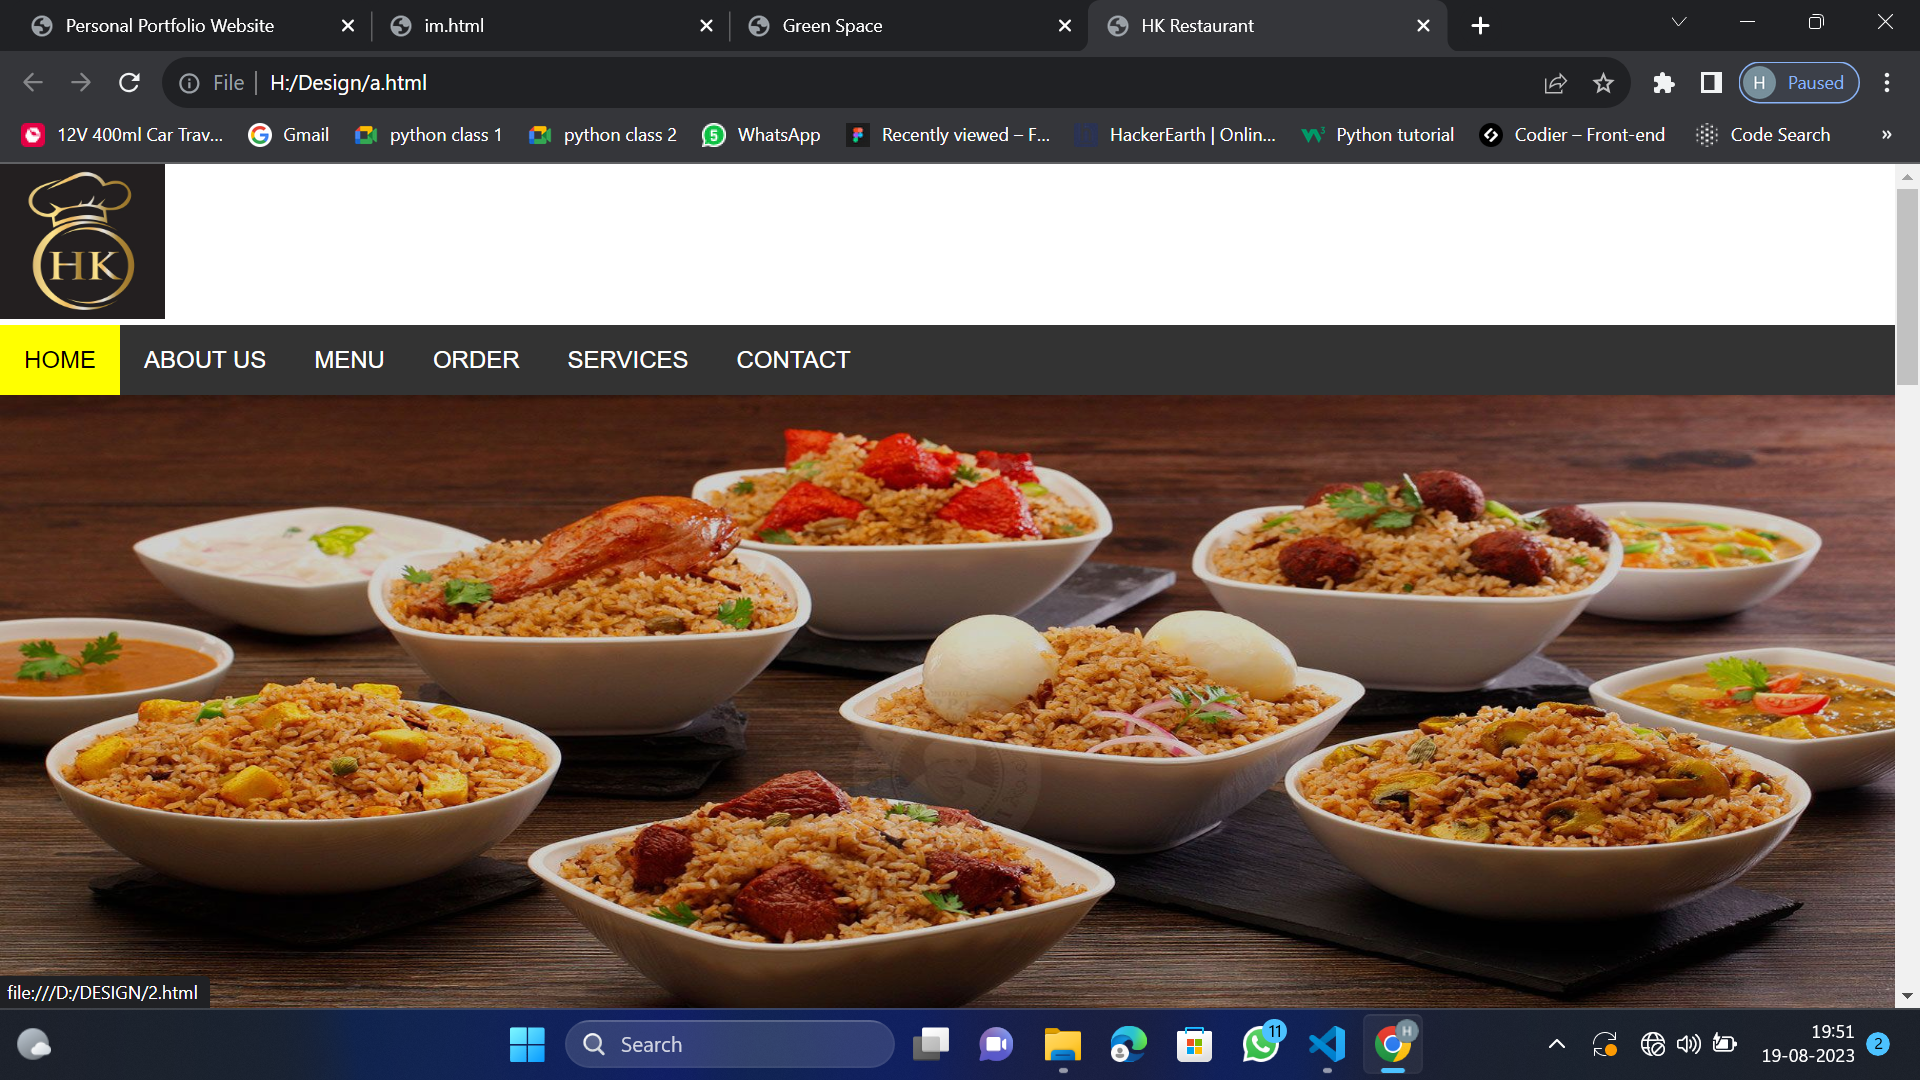 Personal Portfolio Website
im.html
Green Space
HK Restaurant
File
H:/Design/a.html
H
Paused
12V 400ml Car Trav...
Gmail
python class 1
python class 2
WhatsApp
Recently viewed – F...
HackerEarth | Onlin...
Python tutorial
Codier – Front-end
Code Search
»
HK
HOME
ABOUT US
MENU
ORDER
SERVICES
CONTACT
file:///D:/DESIGN/2.html
Search
11
H
19:51
19-08-2023
2